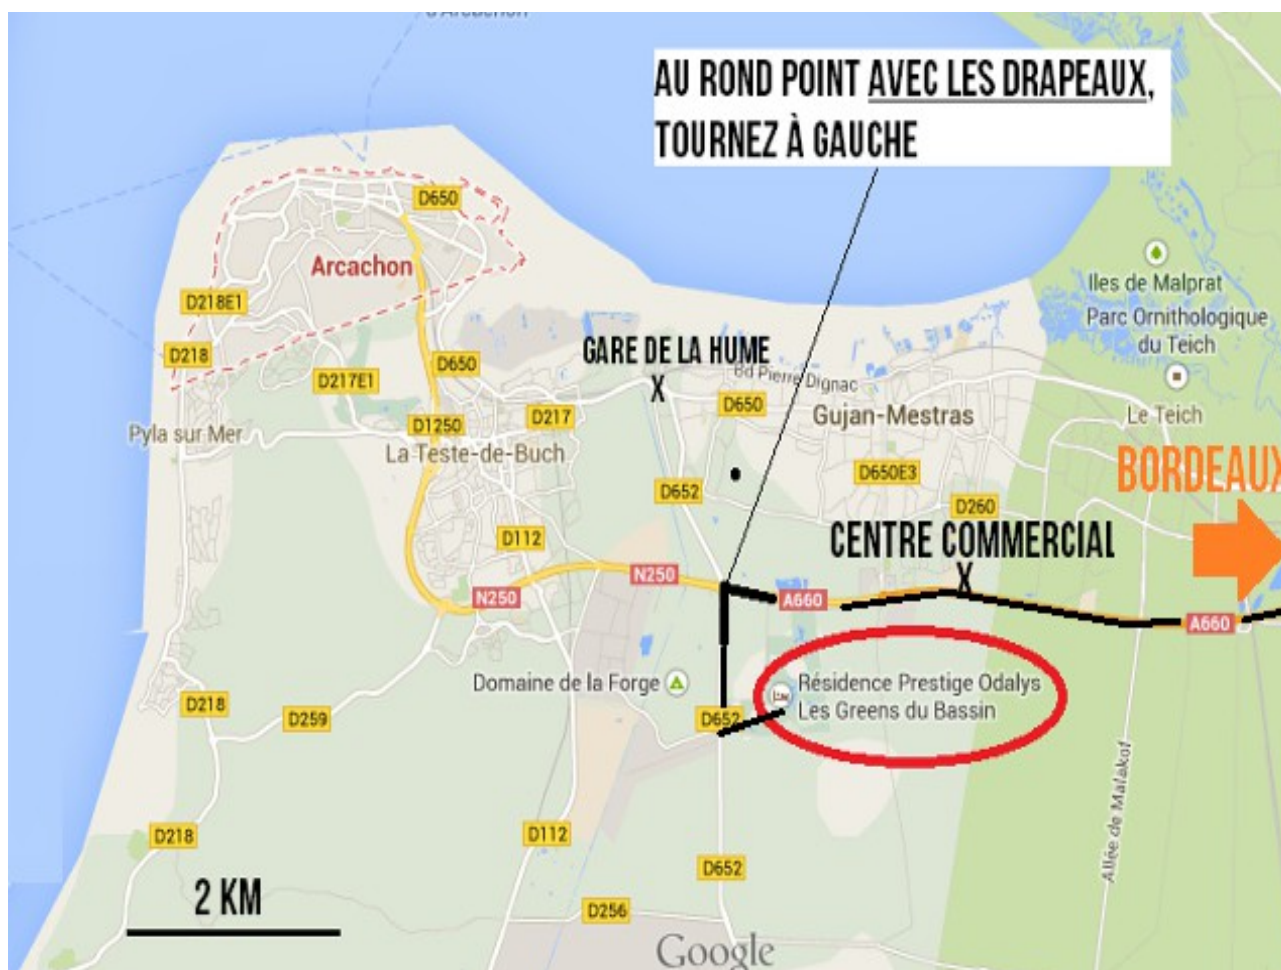 d'Arcachon
AU ROND POINT AVEC LES DRAPEAUX,
TOURNEZ À GAUCHE
D650
Arcachon
Iles de Malprat
D218E1
Parc Ornithologique
du Teich
D218
GARE DE LA HUME
X
D650
Bd Pierre Dignac
D217E1
D650
D217
Gujan-Mestras
Le Teich
D1250
Pyla sur Mer
La Teste-de-Buch
D650E3
BORDEAUX
D652
D260
D112
CENTRE COMMERCIAL
X
N250
N250
A660
A660
Domaine de la Forge
Résidence Prestige Odalys
Les Greens du Bassin
D218
D259
D652
Allée de Malakof
D218
D112
D652
2 KM
D256
Google